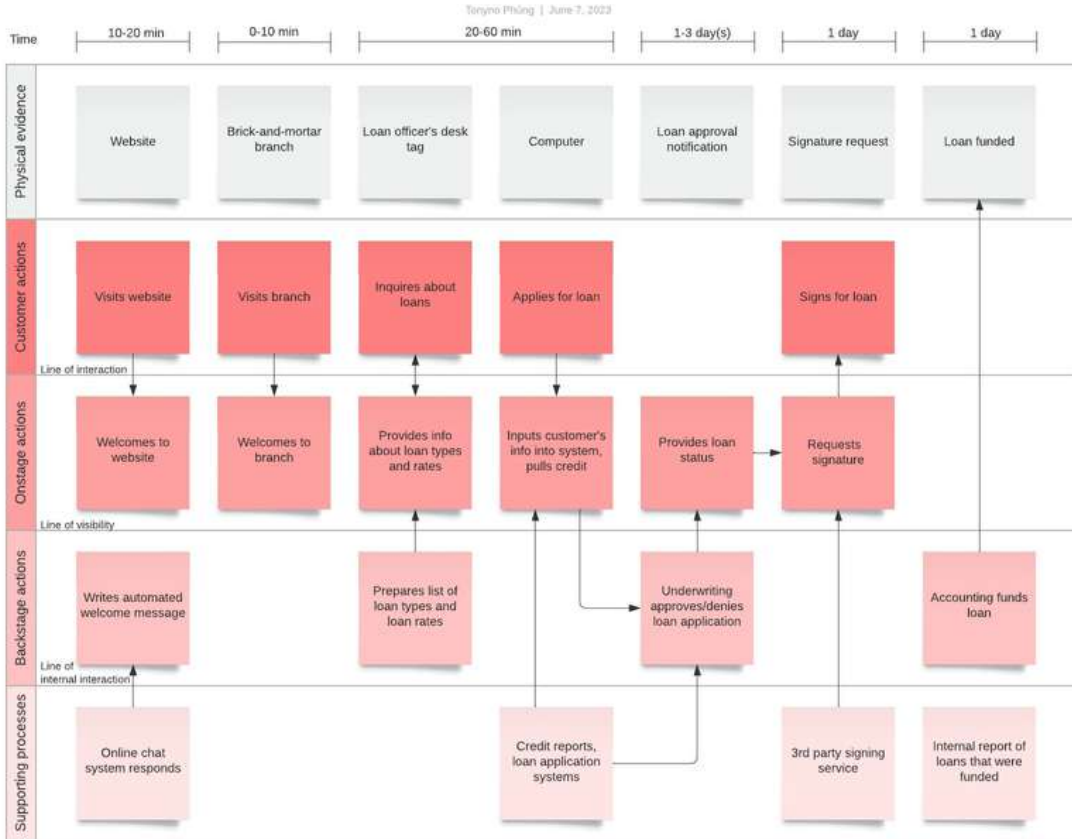 Tonyno Phùng | June 7, 2023
Time
10-20 min
0-10 min
20-60 min
1-3 day(s)
1 day
1 day
Physical evidence
Website
Brick-and-mortar
branch
Loan officer's desk
tag
Computer
Loan approval
notification
Signature request
Loan funded
Customer actions
Visits website
Visits branch
Inquires about
loans
Applies for loan
Signs for loan
Line of interaction
Onstage actions
Welcomes to
website
Welcomes to
branch
Provides info
about loan types
and rates
Inputs customer's
info into system,
pulls credit
Provides loan
status
Requests
signature
Line of visibility
Backstage actions
Writes automated
welcome message
Prepares list of
loan types and
loan rates
Underwriting
approves/denies
loan application
Accounting funds
loan
Line of
internal interaction
Supporting processes
Online chat
system responds
Credit reports,
loan application
systems
3rd party signing
service
Internal report of
loans that were
funded